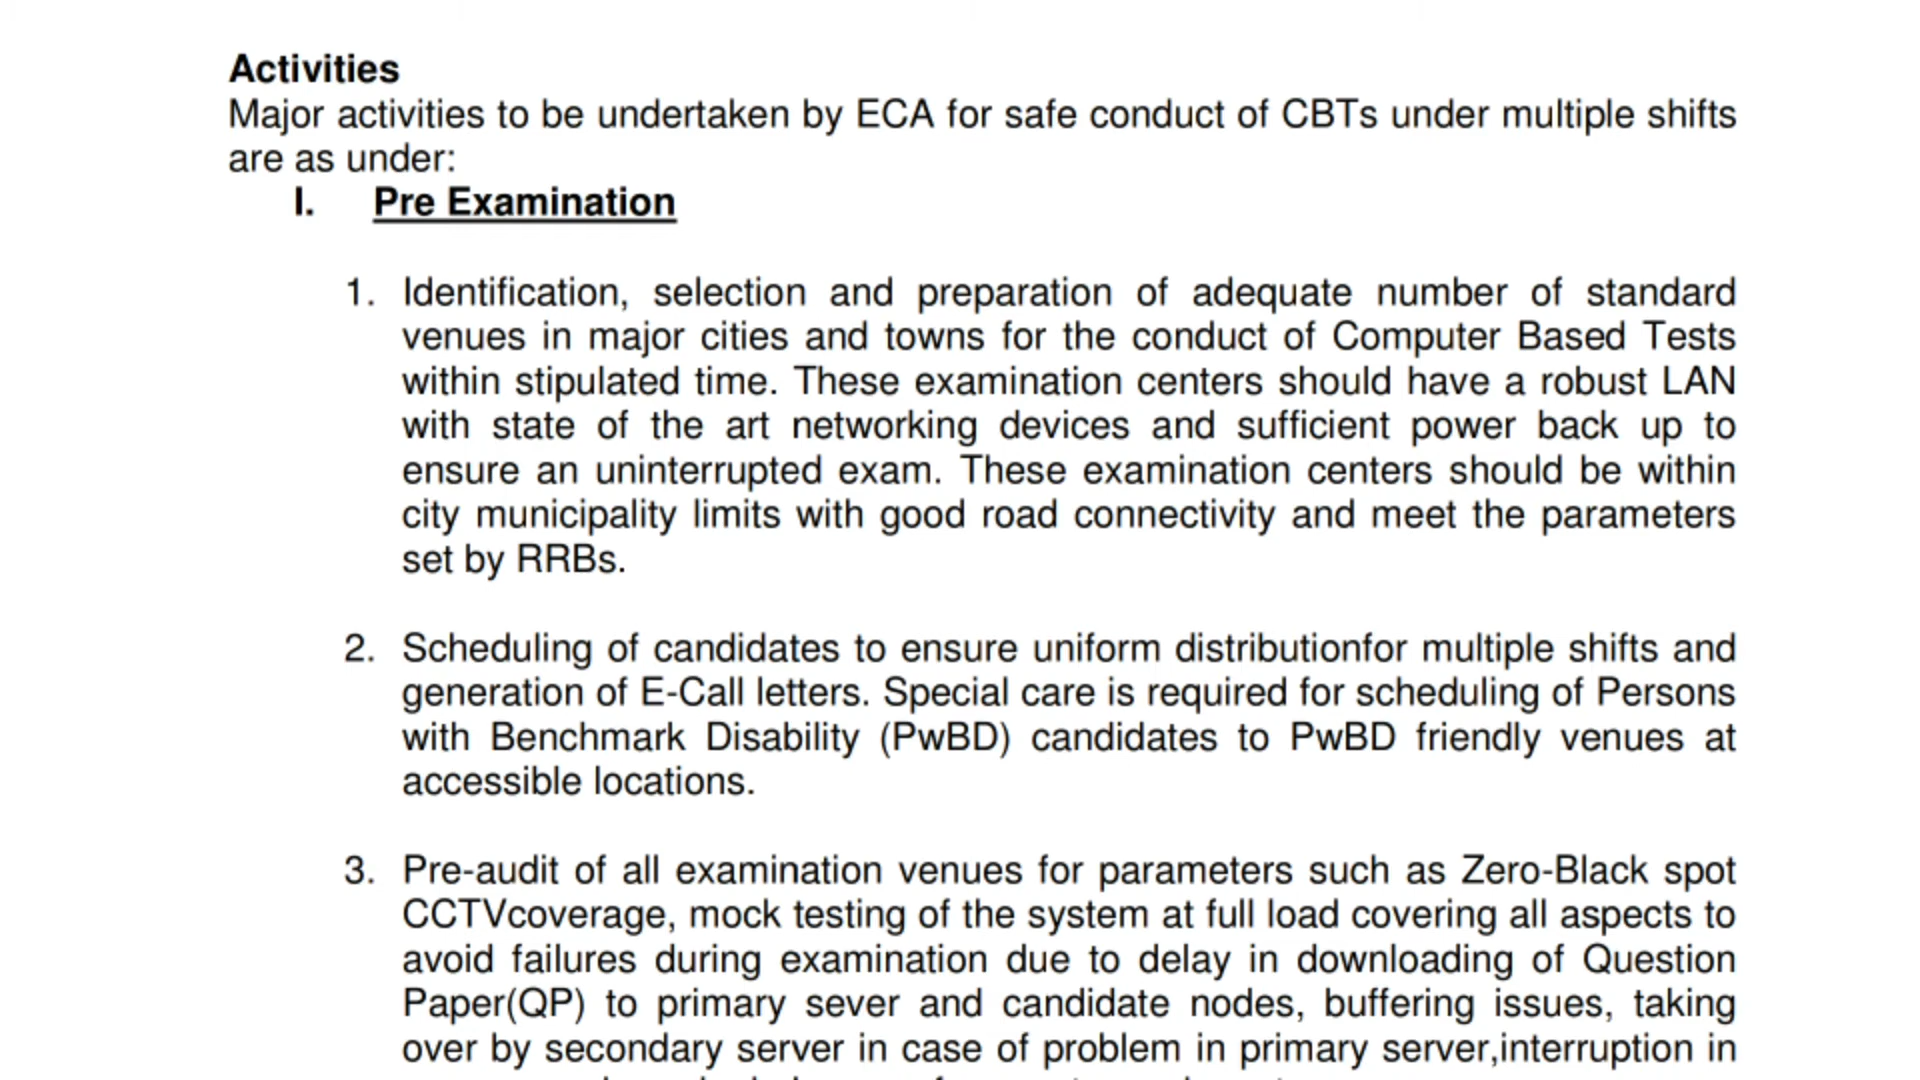 Activities
Major activities to be undertaken by ECA for safe conduct of CBTs under multiple shifts
are as under:
I. Pre Examination
1. Identification, selection and preparation of adequate number of standard
venues in major cities and towns for the conduct of Computer Based Tests
within stipulated time. These examination centers should have a robust LAN
with state of the art networking devices and sufficient power back up to
ensure an uninterrupted exam. These examination centers should be within
city municipality limits with good road connectivity and meet the parameters
set by RRBs.
2. Scheduling of candidates to ensure uniform distributionfor multiple shifts and
generation of E-Call letters. Special care is required for scheduling of Persons
with Benchmark Disability (PwBD) candidates to PwBD friendly venues at
accessible locations.
3. Pre-audit of all examination venues for parameters such as Zero-Black spot
CCTVcoverage, mock testing of the system at full load covering all aspects to
avoid failures during examination due to delay in downloading of Question
Paper(QP) to primary sever and candidate nodes, buffering issues, taking
over by secondary server in case of problem in primary server,interruption in